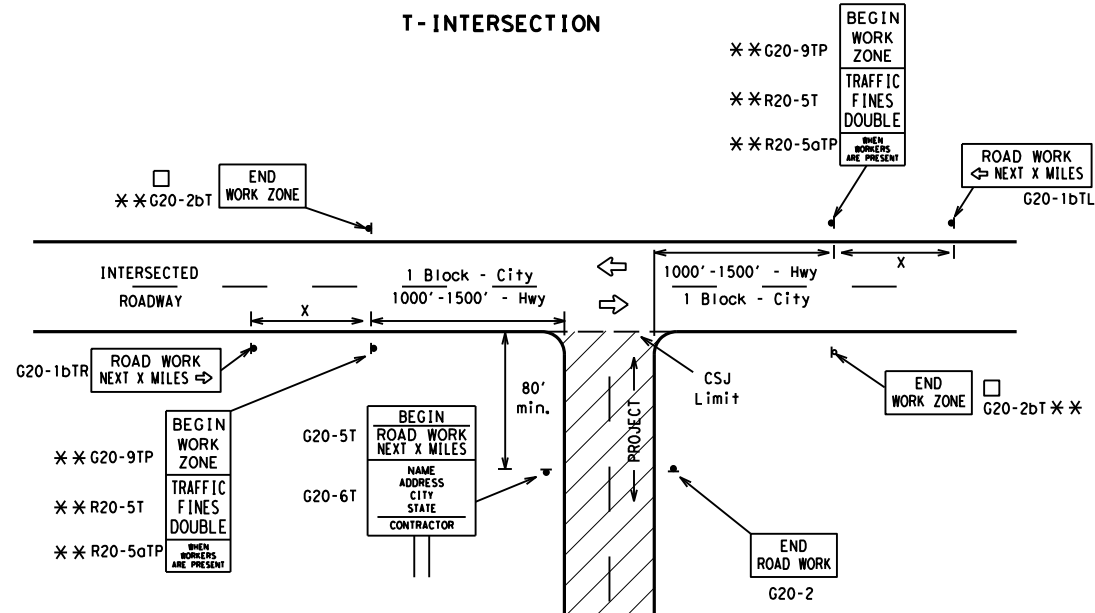 T-INTERSECTION
BEGIN
WORK
ZONE
TRAFFIC
FINES
DOUBLE
WHEN
WORKERS
ARE PRESENT
**G20-9TP
**R20-5T
**R20-5aTP
ROAD WORK
⇦ NEXT X MILES
G20-1bTL
END
WORK ZONE
□
**G20-2bT
INTERSECTED
ROADWAY
X
1 Block - City
1000'-1500' - Hwy
⇦
⇨
1000'-1500' - Hwy
1 Block - City
X
G20-1bTR
ROAD WORK
NEXT X MILES ⇨
80'
min.
CSJ
Limit
PROJECT
END
WORK ZONE
□
G20-2bT **
**G20-9TP
**R20-5T
**R20-5aTP
BEGIN
WORK
ZONE
TRAFFIC
FINES
DOUBLE
WHEN
WORKERS
ARE PRESENT
G20-5T
G20-6T
BEGIN
ROAD WORK
NEXT X MILES
NAME
ADDRESS
CITY
STATE
CONTRACTOR
END
ROAD WORK
G20-2